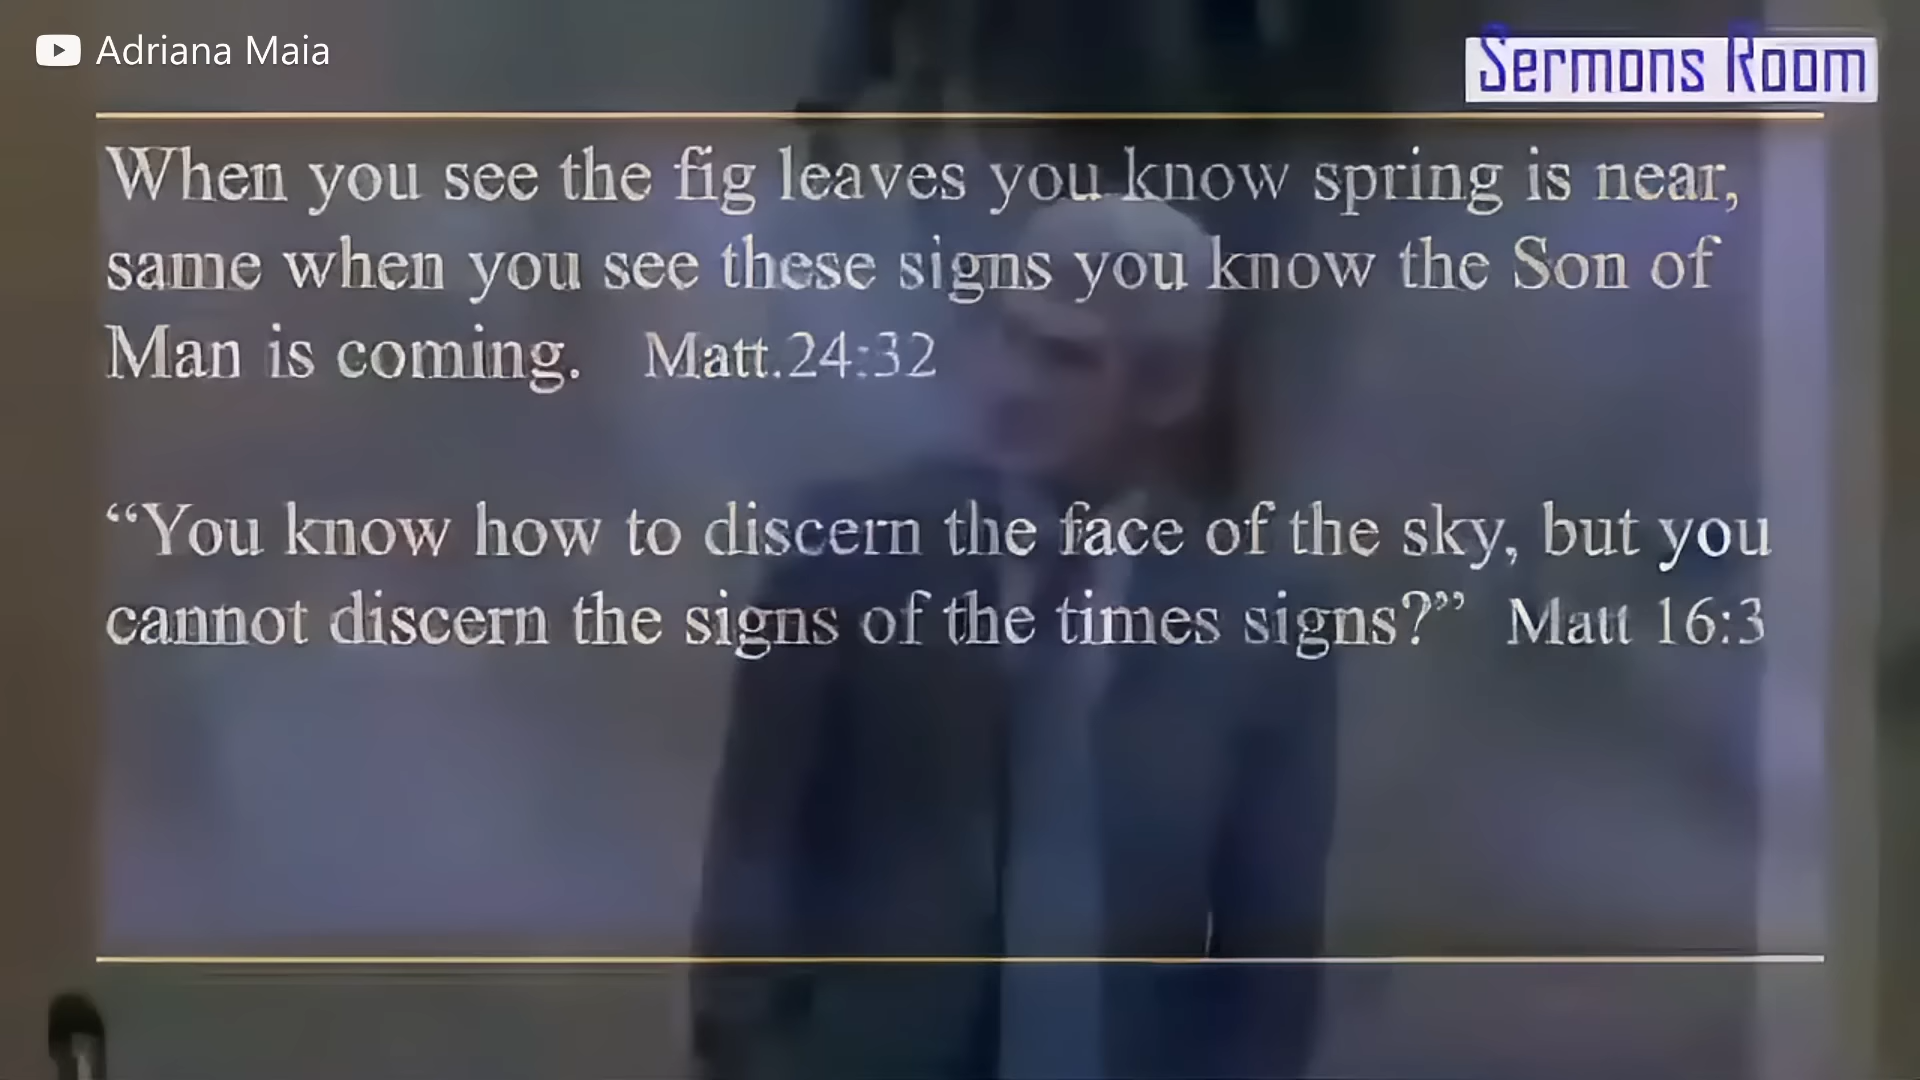 Adriana Maia
Sermons Room
When you see the fig leaves you know spring is near,
same when you see these signs you know the Son of
Man is coming. Matt.24:32
“You know how to discern the face of the sky, but you
cannot discern the signs of the times signs?” Matt 16:3